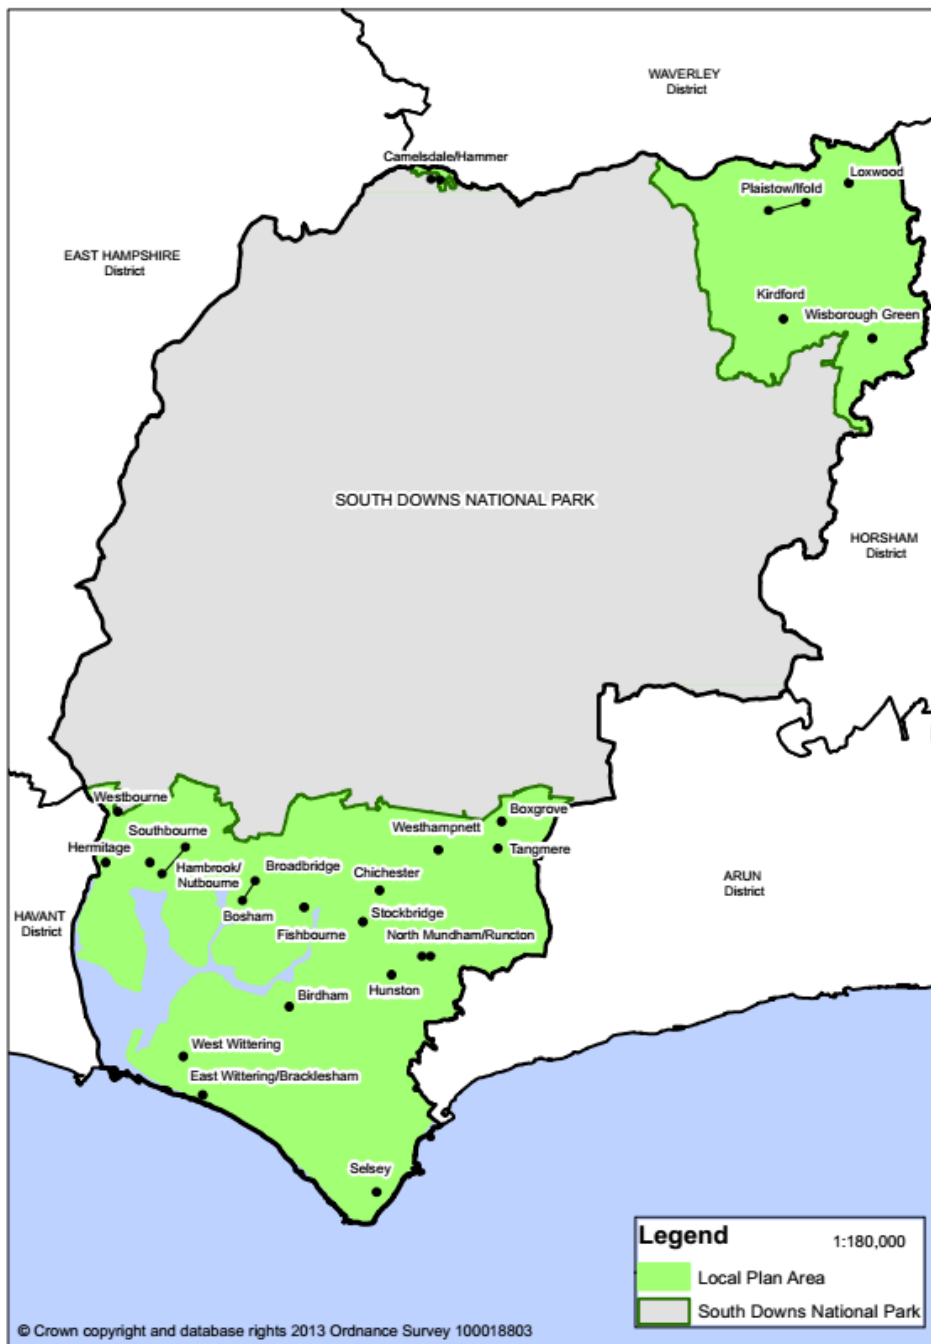 WAVERLEY
District
Camelsdale/Hammer
Loxwood
Plaistow/Ifold
EAST HAMPSHIRE
District
Kirdford
Wisborough Green
SOUTH DOWNS NATIONAL PARK
HORSHAM
District
Westbourne
Boxgrove
Westhampnett
Southbourne
Hermitage
Tangmere
Hambrook/
Nutbourne
Broadbridge
Chichester
ARUN
District
HAVANT
District
Bosham
Stockbridge
Fishbourne
North Mundham/Runcton
Hunston
Birdham
West Wittering
East Wittering/Bracklesham
Selsey
Legend
1:180,000
Local Plan Area
South Downs National Park
© Crown copyright and database rights 2013 Ordnance Survey 100018803